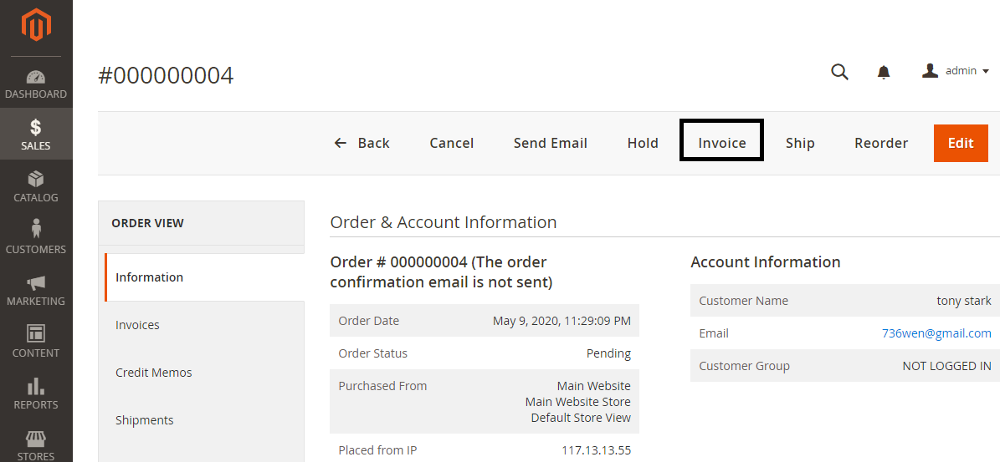 #000000004
admin
DASHBOARD
SALES
CATALOG
CUSTOMERS
MARKETING
CONTENT
REPORTS
STORES
Back Cancel Send Email Hold Invoice Ship Reorder Edit
ORDER VIEW
Information
Invoices
Credit Memos
Shipments
Order & Account Information
Order # 000000004 (The order
confirmation email is not sent)
Order Date May 9, 2020, 11:29:09 PM
Order Status Pending
Purchased From Main Website
Main Website Store
Default Store View
Placed from IP 117.13.13.55
Account Information
Customer Name tony stark
Email 736wen@gmail.com
Customer Group NOT LOGGED IN